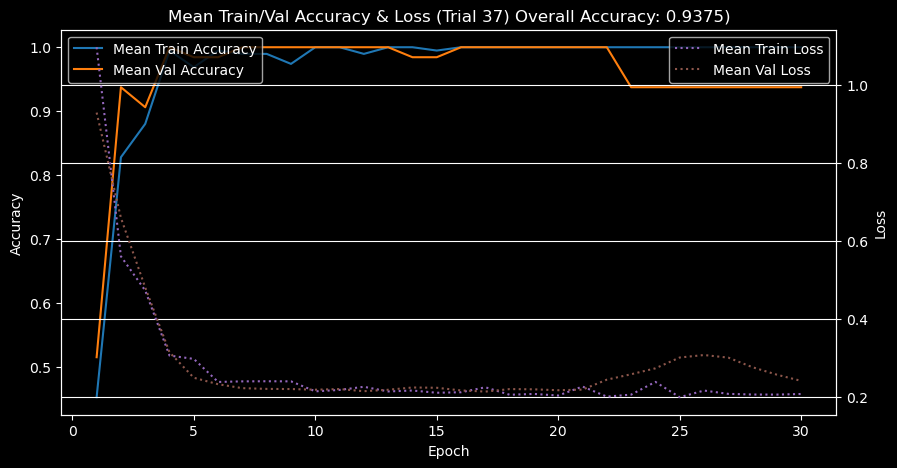 Mean Train/Val Accuracy & Loss (Trial 37) Overall Accuracy: 0.9375)
Mean Train Accuracy
Mean Val Accuracy
Mean Train Loss
Mean Val Loss
1.0
0.9
0.8
0.7
0.6
0.5
Accuracy
1.0
0.8
0.6
0.4
0.2
Loss
0 5 10 15 20 25 30
Epoch